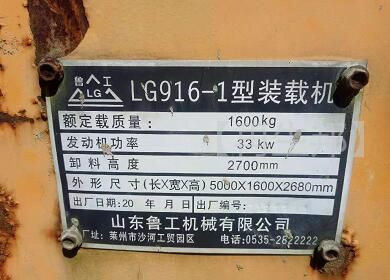 鲁工
LG
LG916-1型装载机
额定载质量: 1600kg
发动机功率: 33kw
卸料高度 2700mm
外形尺寸(长X宽X高) 5000X1600X2680mm
出厂日期:20 年 月 日 出厂编号:
山东鲁工机械有限公司
厂址: 莱州市沙河工贸园区 电话:0535-2622222